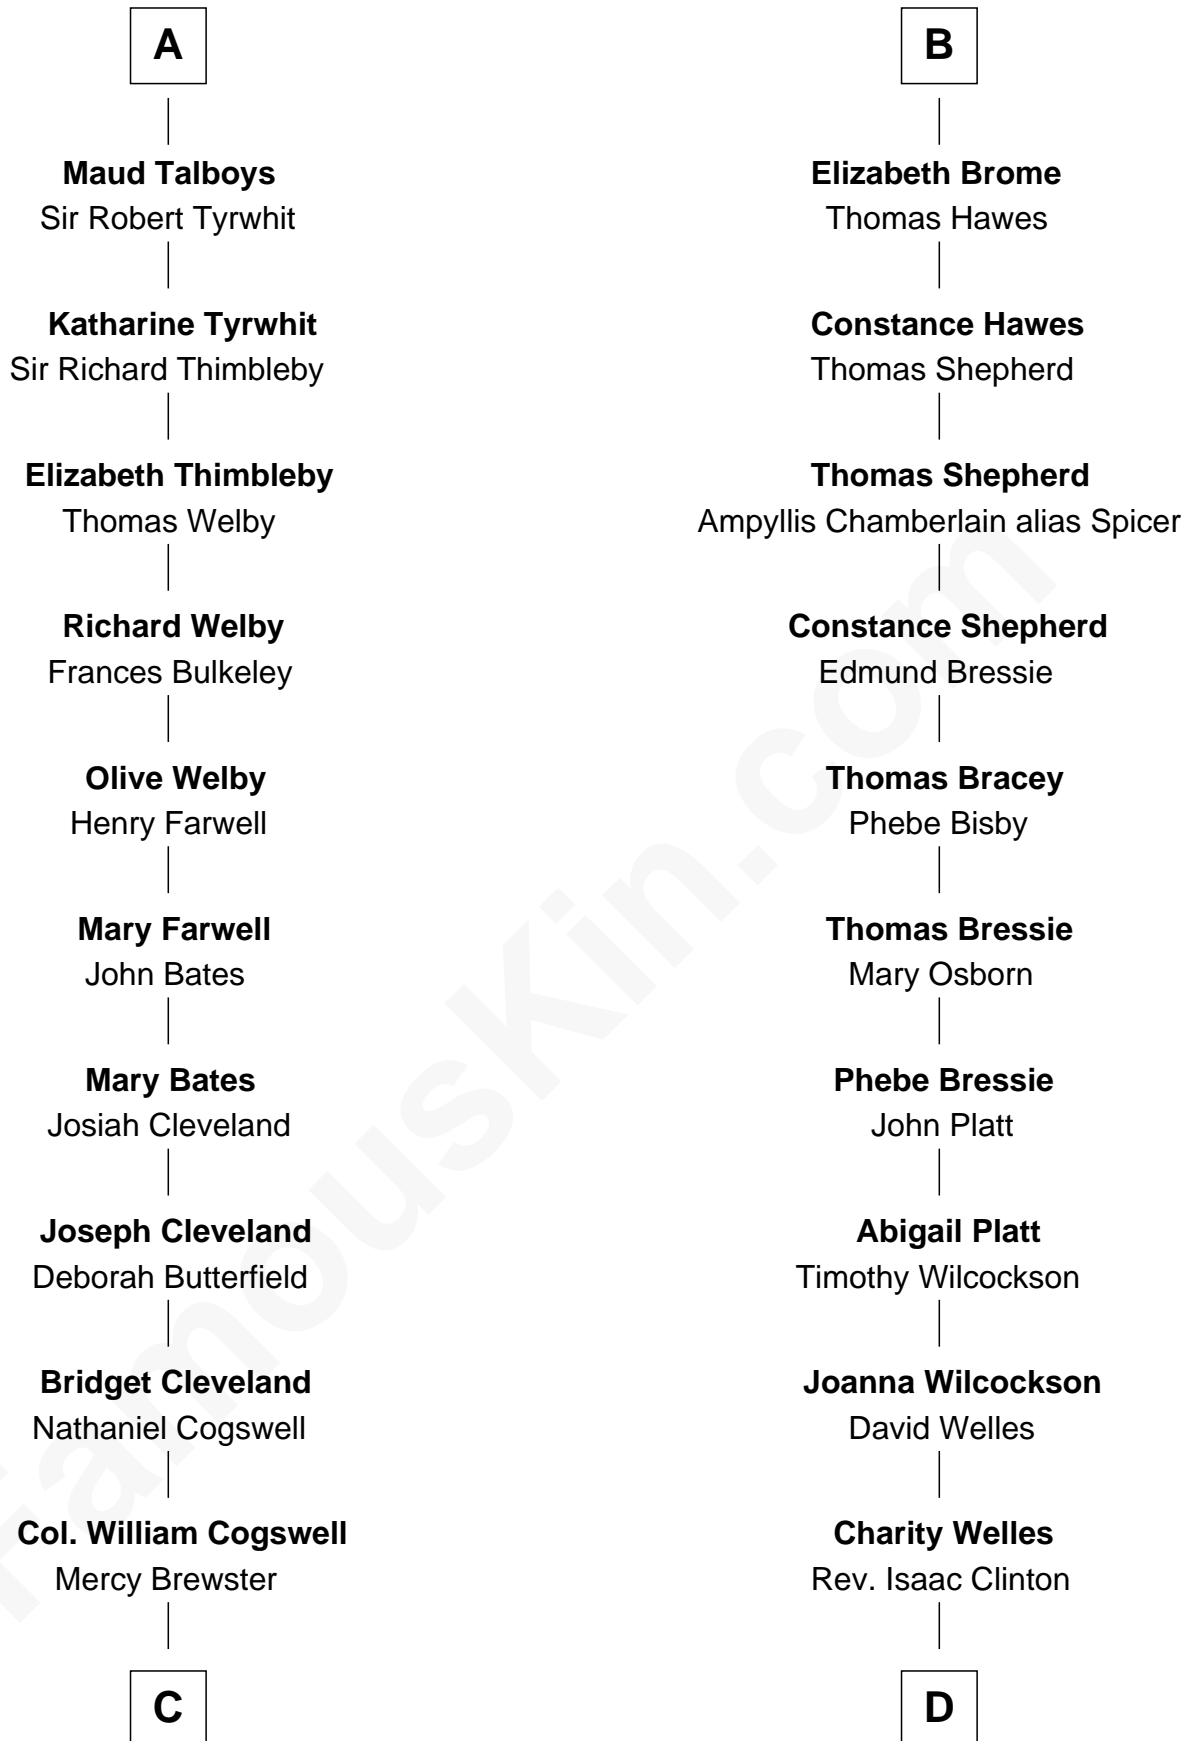 A
Maud Talboys
Sir Robert Tyrwhit
Katharine Tyrwhit
Sir Richard Thimbleby
Elizabeth Thimbleby
Thomas Welby
Richard Welby
Frances Bulkeley
Olive Welby
Henry Farwell
Mary Farwell
John Bates
Mary Bates
Josiah Cleveland
Joseph Cleveland
Deborah Butterfield
Bridget Cleveland
Nathaniel Cogswell
Col. William Cogswell
Mercy Brewster
C
B
Elizabeth Brome
Thomas Hawes
Constance Hawes
Thomas Shepherd
Thomas Shepherd
Ampyllis Chamberlain alias Spicer
Constance Shepherd
Edmund Bressie
Thomas Bracey
Phebe Bisby
Thomas Bressie
Mary Osborn
Phebe Bressie
John Platt
Abigail Platt
Timothy Wilcockson
Joanna Wilcockson
David Welles
Charity Welles
Rev. Isaac Clinton
D
FamousKin.com